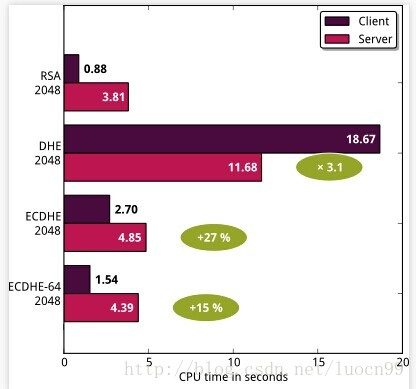 Client
Server
RSA
2048
0.88
3.81
DHE
2048
18.67
11.68
× 3.1
ECDHE
2048
2.70
4.85
+27 %
ECDHE-64
2048
1.54
4.39
+15 %
0
5
10
15
20
CPU time in seconds
http://blog.csdn.net/luocn99